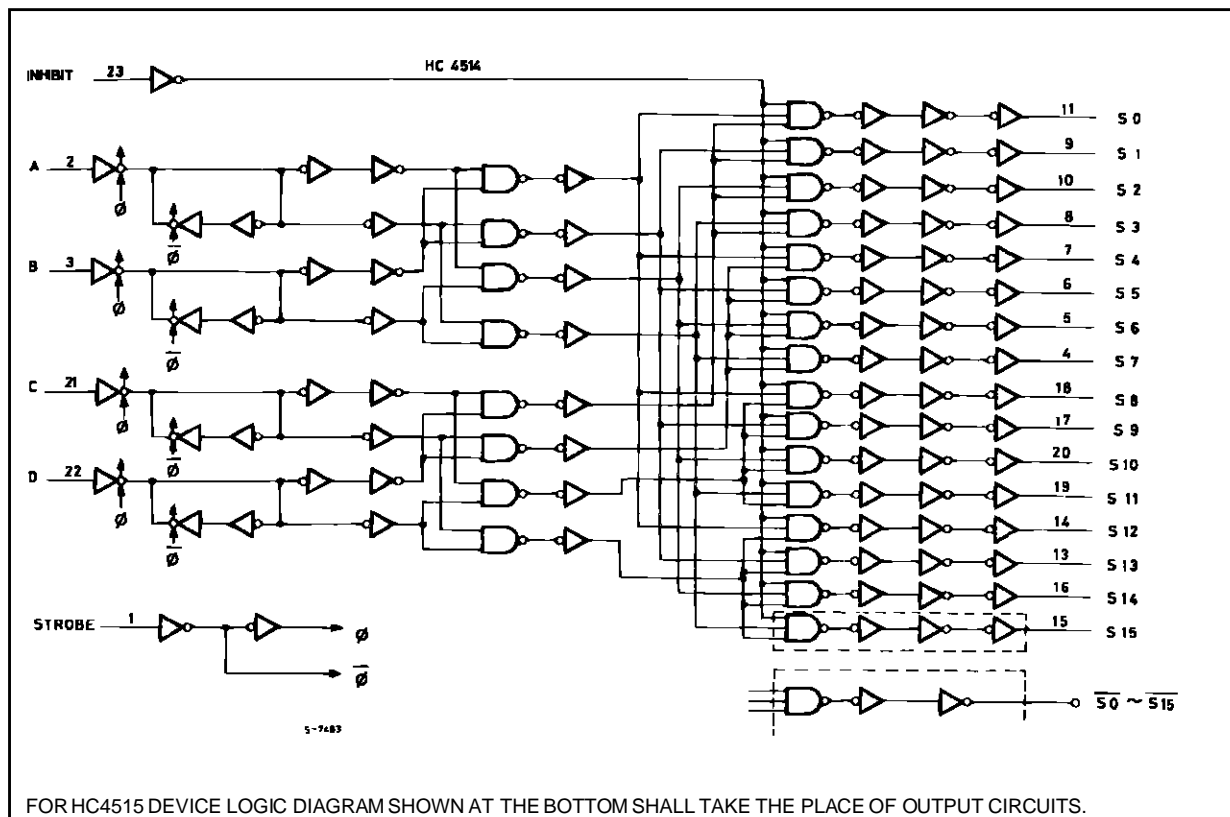 INHIBIT 23 HC 4514
11 S 0
A 2 9 S 1
10 S 2
ø 8 S 3
ø̅ 7 S 4
B 3 6 S 5
ø 5 S 6
ø̅ 4 S 7
C 21 18 S 8
ø 17 S 9
ø̅ 20 S 10
D 22 19 S 11
ø 14 S 12
ø̅ 13 S 13
16 S 14
STROBE 1 ø 15 S 15
ø̅
S̅0̅ ~ S̅1̅5̅
S-7483
FOR HC4515 DEVICE LOGIC DIAGRAM SHOWN AT THE BOTTOM SHALL TAKE THE PLACE OF OUTPUT CIRCUITS.